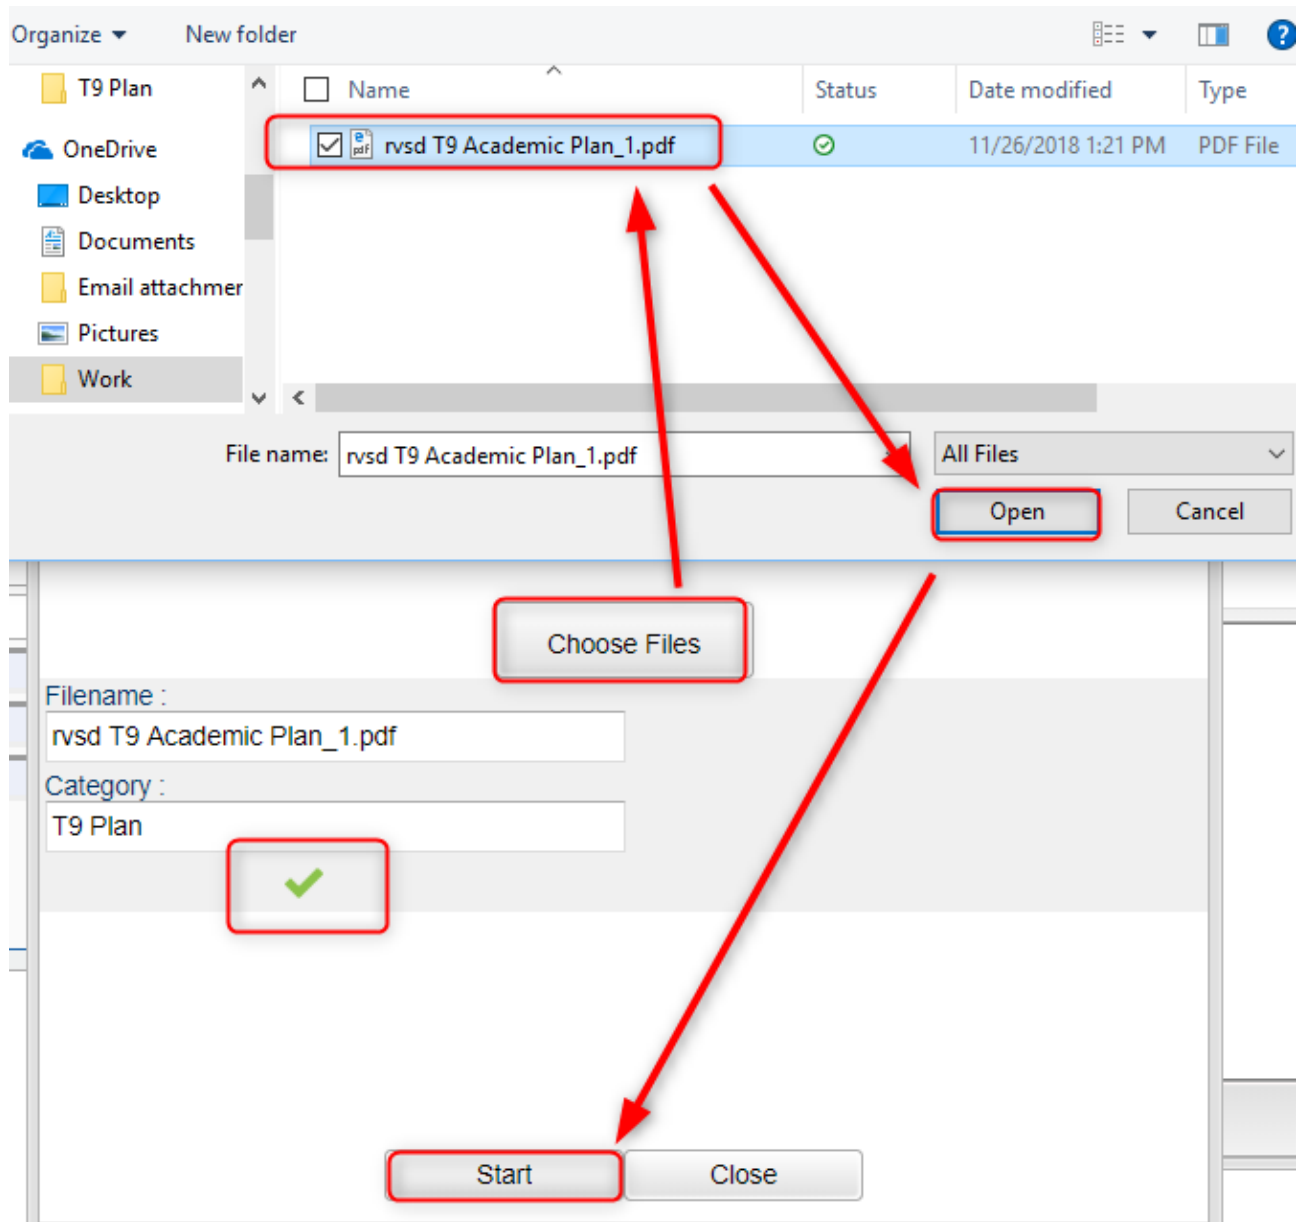 Organize New folder
T9 Plan
Name Status Date modified Type
OneDrive
rvsd T9 Academic Plan_1.pdf 11/26/2018 1:21 PM PDF File
Desktop
Documents
Email attachmer
Pictures
Work
File name: rvsd T9 Academic Plan_1.pdf All Files
Open Cancel
Choose Files
Filename :
rvsd T9 Academic Plan_1.pdf
Category :
T9 Plan
Start Close